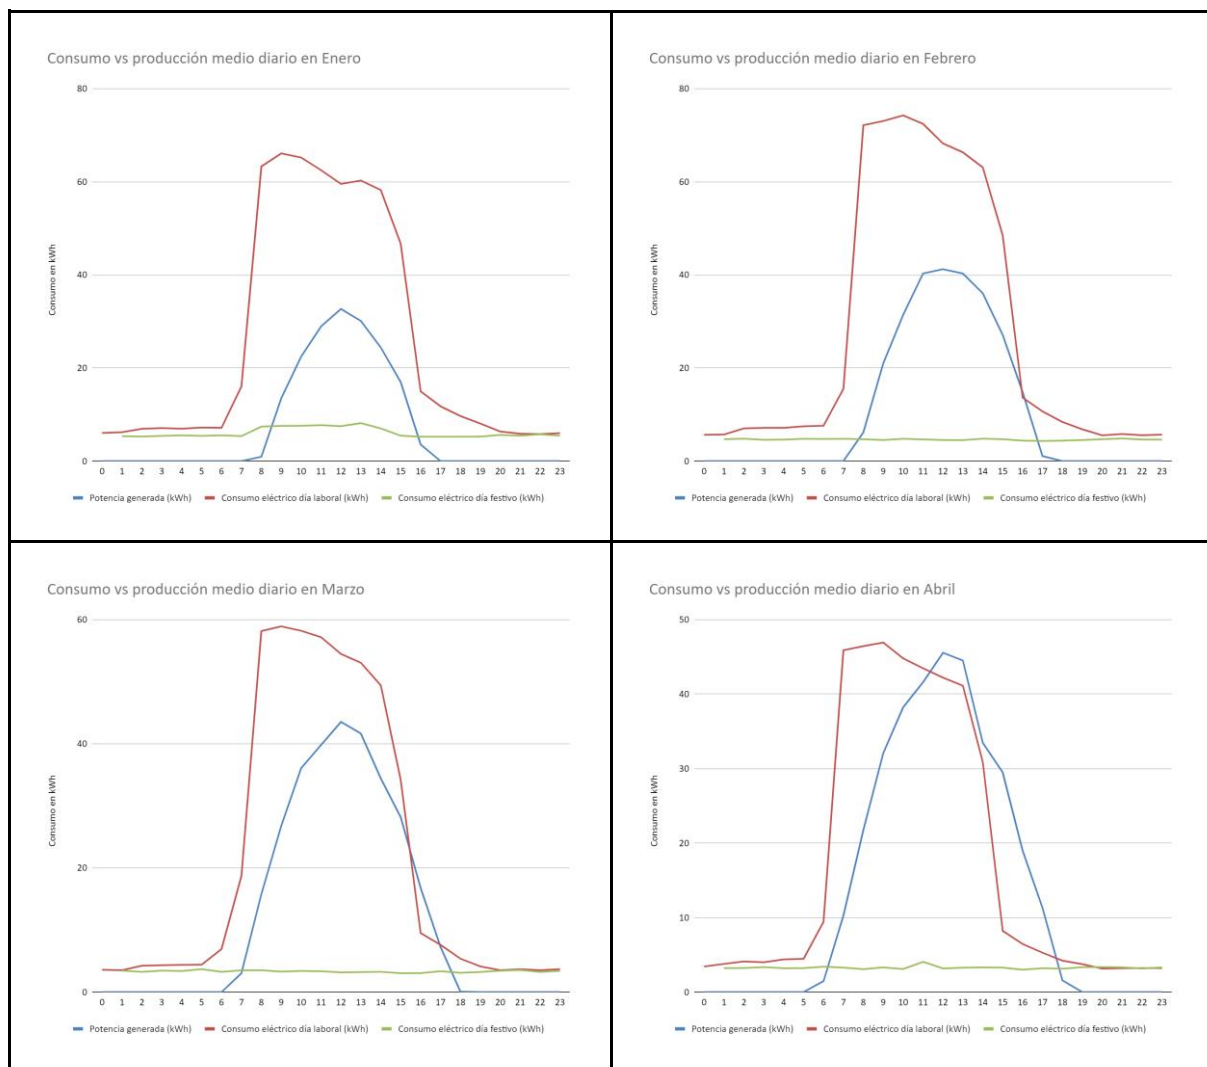 Consumo vs producción medio diario en Enero
80
60
40
20
0
Consumo en kWh
0 1 2 3 4 5 6 7 8 9 10 11 12 13 14 15 16 17 18 19 20 21 22 23
Potencia generada (kWh) Consumo eléctrico día laboral (kWh) Consumo eléctrico día festivo (kWh)
Consumo vs producción medio diario en Febrero
80
60
40
20
0
Consumo en kWh
0 1 2 3 4 5 6 7 8 9 10 11 12 13 14 15 16 17 18 19 20 21 22 23
Potencia generada (kWh) Consumo eléctrico día laboral (kWh) Consumo eléctrico día festivo (kWh)
Consumo vs producción medio diario en Marzo
60
40
20
0
Consumo en kWh
0 1 2 3 4 5 6 7 8 9 10 11 12 13 14 15 16 17 18 19 20 21 22 23
Potencia generada (kWh) Consumo eléctrico día laboral (kWh) Consumo eléctrico día festivo (kWh)
Consumo vs producción medio diario en Abril
50
40
30
20
10
0
Consumo en kWh
0 1 2 3 4 5 6 7 8 9 10 11 12 13 14 15 16 17 18 19 20 21 22 23
Potencia generada (kWh) Consumo eléctrico día laboral (kWh) Consumo eléctrico día festivo (kWh)